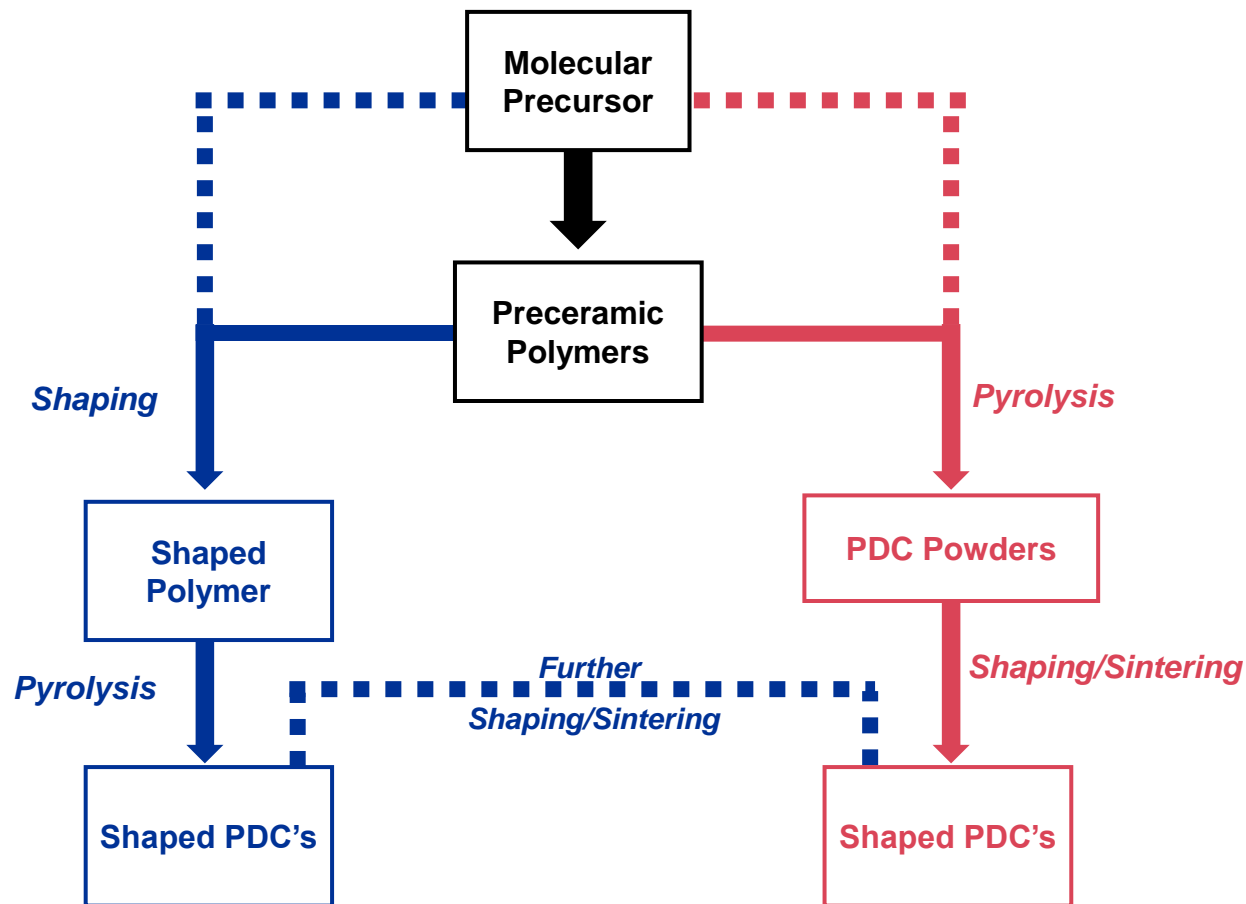 Molecular
Precursor
Preceramic
Polymers
Shaping
Pyrolysis
Shaped
Polymer
PDC Powders
Pyrolysis
Further
Shaping/Sintering
Shaping/Sintering
Shaped PDC’s
Shaped PDC’s